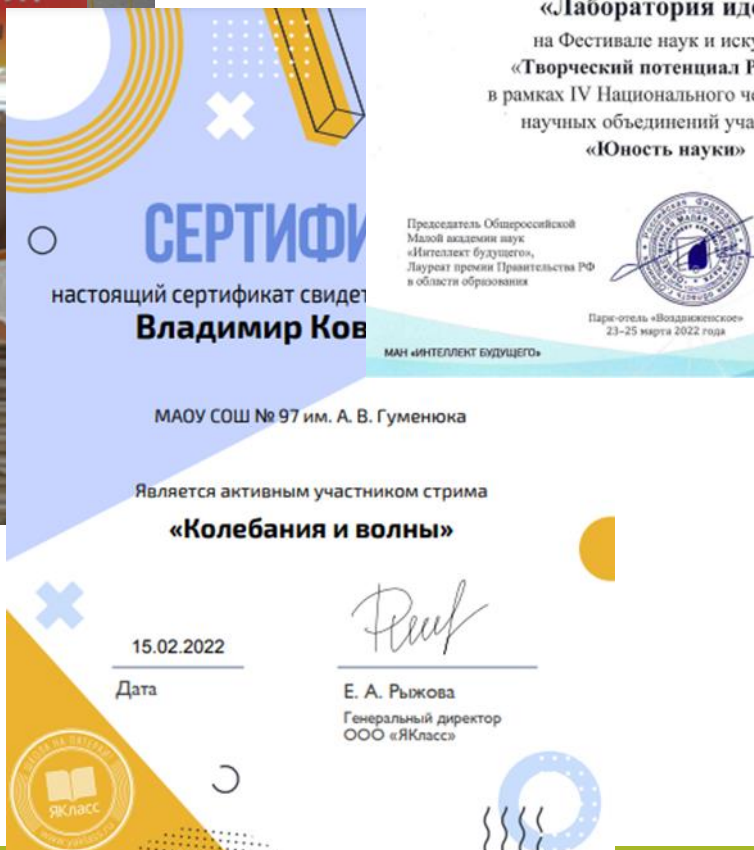 СЕРТИФИ
настоящий сертификат свидет
Владимир Ков
МАОУ СОШ № 97 им. А. В. Гуменюка
Является активным участником стрима
«Колебания и волны»
15.02.2022
Дата
Е. А. Рыжова
Генеральный директор
ООО «ЯКласс»
ЯКласс
«Лаборатория иде
на Фестивале наук и иску
«Творческий потенциал Р
в рамках IV Национального че
научных объединений уча
«Юность науки»
Председатель Общероссийской
Малой академии наук
«Интеллект будущего»,
Лауреат премии Правительства РФ
в области образования
Парк-отель «Воздвиженское»
23–25 марта 2022 года
МАН «ИНТЕЛЛЕКТ БУДУЩЕГО»